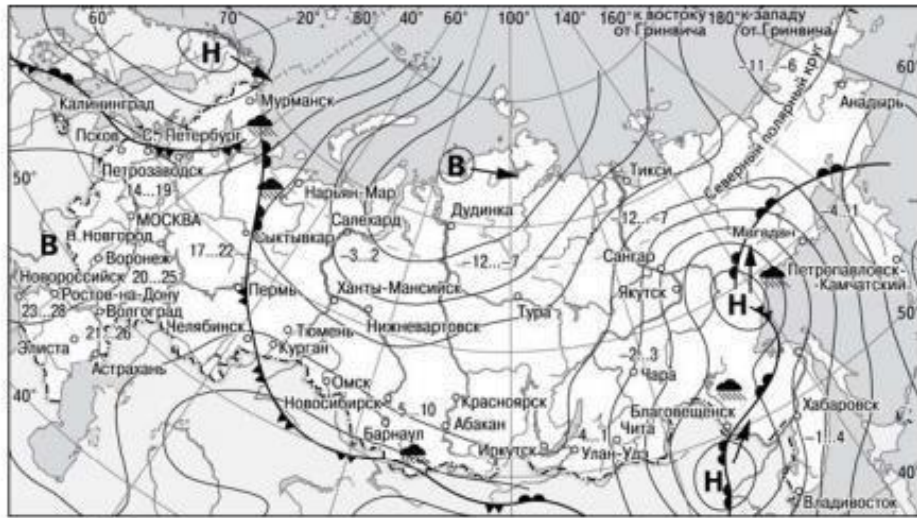 60° 70 20° 80° 40° 60° 100° 140° 160° к востоку от Гринвича 180° к западу от Гринвича
Н
-11...-6
60°
Северный полярный круг
Анадырь
Мурманск
Калининград
Псков
С.-Петербург
В
Тикси
50°
Петрозаводск
14...19
Нарьян-Мар
Дудинка
-12...-7
-4...1
МОСКВА
Салехард
Магадан
В
В. Новгород
17...22
Сыктывкар
-3...2
-12...-7
Сангар
Воронеж
Петропавловск-
Камчатский
Новороссийск
20...25
Пермь
Ханты-Мансийск
Якутск
Н
Ростов-на-Дону
23...28
Волгоград
Тура
50°
Челябинск
Тюмень
Нижневартовск
21...26
Элиста
Курган
-2...3
Астрахань
Чара
40°
Омск
Новосибирск
Красноярск
Благовещенск
Хабаровск
5...10
Барнаул
Абакан
-4...1
Чита
-1...4
40°
Иркутск
Улан-Удэ
Н
Владивосток